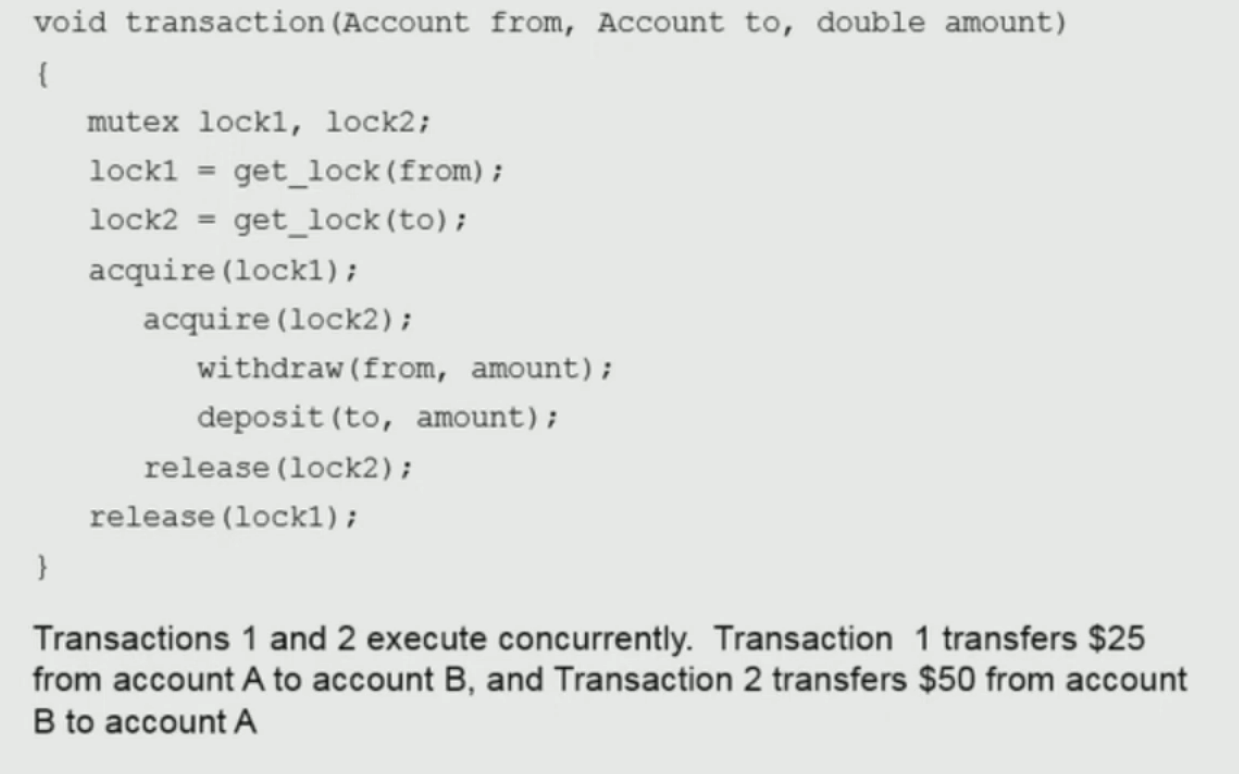 void transaction(Account from, Account to, double amount)
{
mutex lock1, lock2;
lock1 = get_lock(from);
lock2 = get_lock(to);
acquire(lock1);
acquire(lock2);
withdraw(from, amount);
deposit(to, amount);
release(lock2);
release(lock1);
}
Transactions 1 and 2 execute concurrently. Transaction 1 transfers $25
from account A to account B, and Transaction 2 transfers $50 from account
B to account A